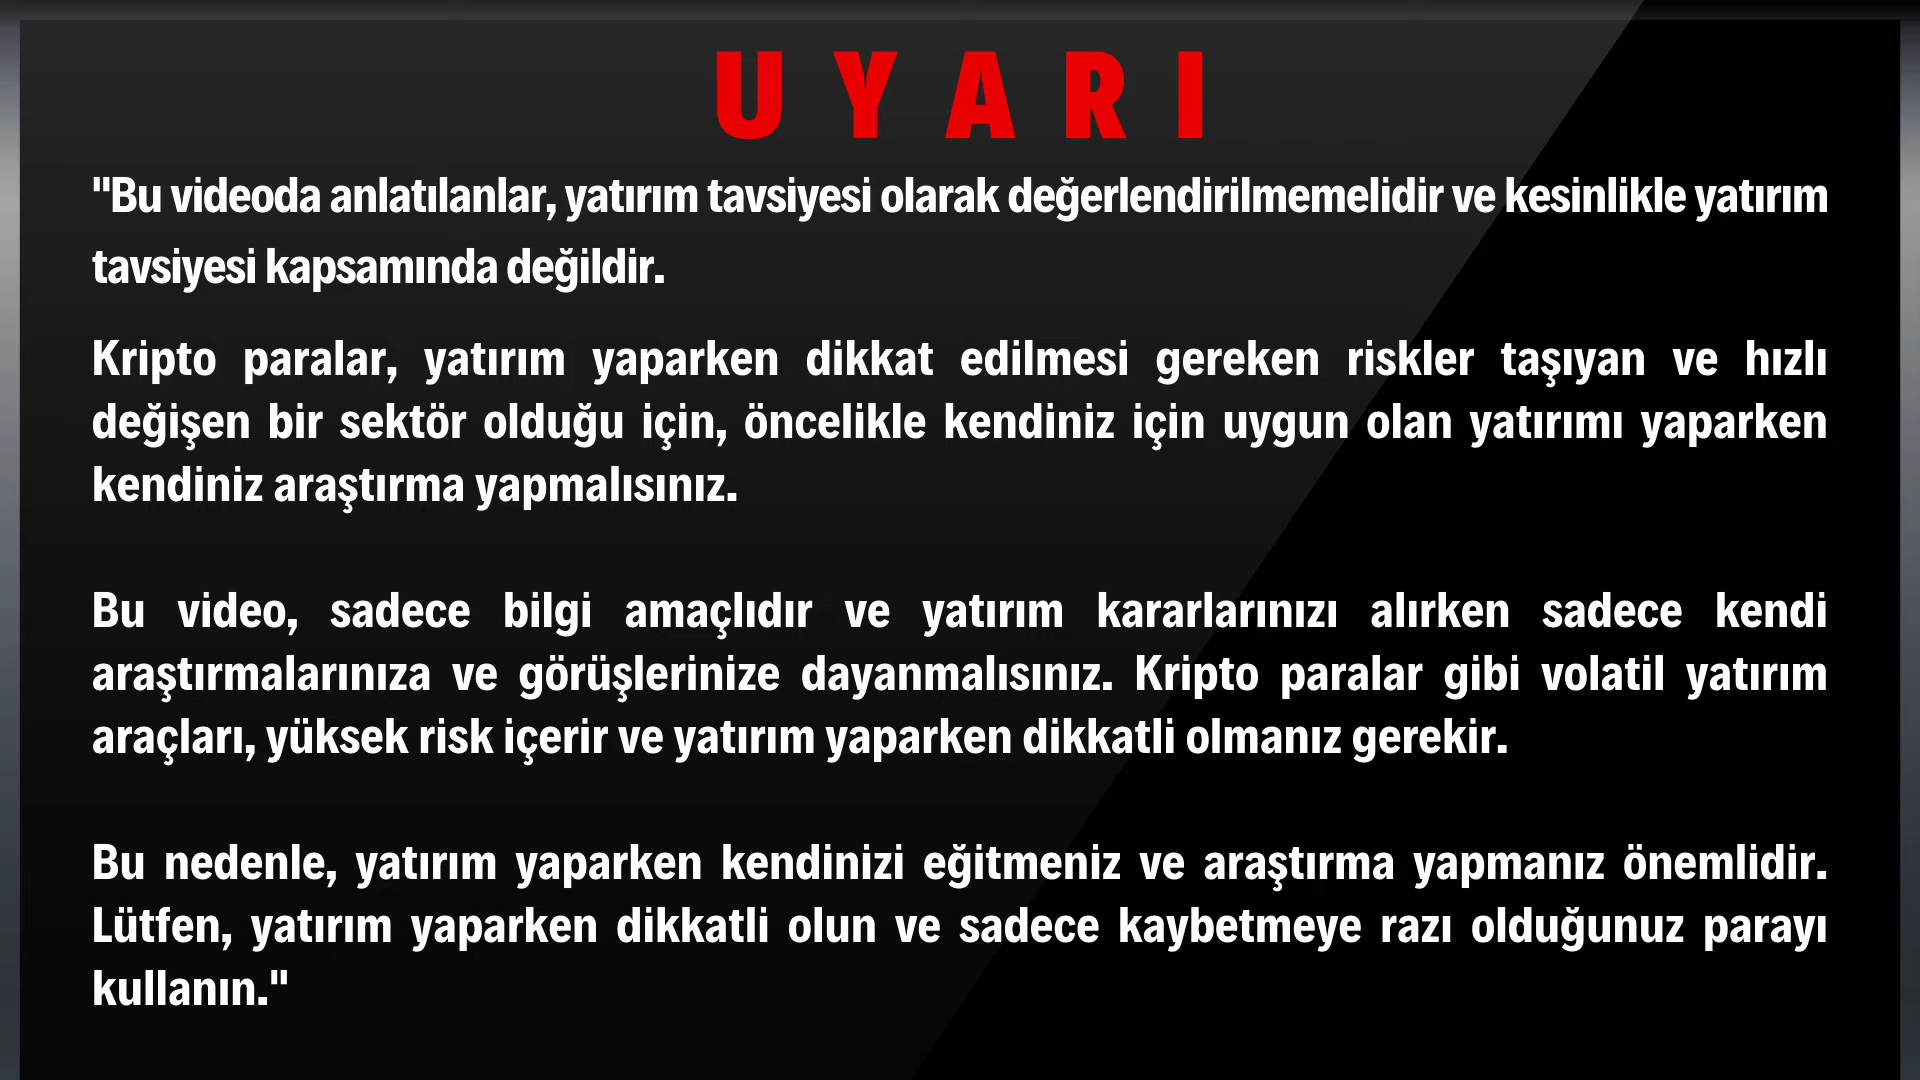 UYARI
"Bu videoda anlatılanlar, yatırım tavsiyesi olarak değerlendirilmemelidir ve kesinlikle yatırım
tavsiyesi kapsamında değildir.
Kripto paralar, yatırım yaparken dikkat edilmesi gereken riskler taşıyan ve hızlı
değişen bir sektör olduğu için, öncelikle kendiniz için uygun olan yatırımı yaparken
kendiniz araştırma yapmalısınız.
Bu video, sadece bilgi amaçlıdır ve yatırım kararlarınızı alırken sadece kendi
araştırmalarınıza ve görüşlerinize dayanmalısınız. Kripto paralar gibi volatil yatırım
araçları, yüksek risk içerir ve yatırım yaparken dikkatli olmanız gerekir.
Bu nedenle, yatırım yaparken kendinizi eğitmeniz ve araştırma yapmanız önemlidir.
Lütfen, yatırım yaparken dikkatli olun ve sadece kaybetmeye razı olduğunuz parayı
kullanın."